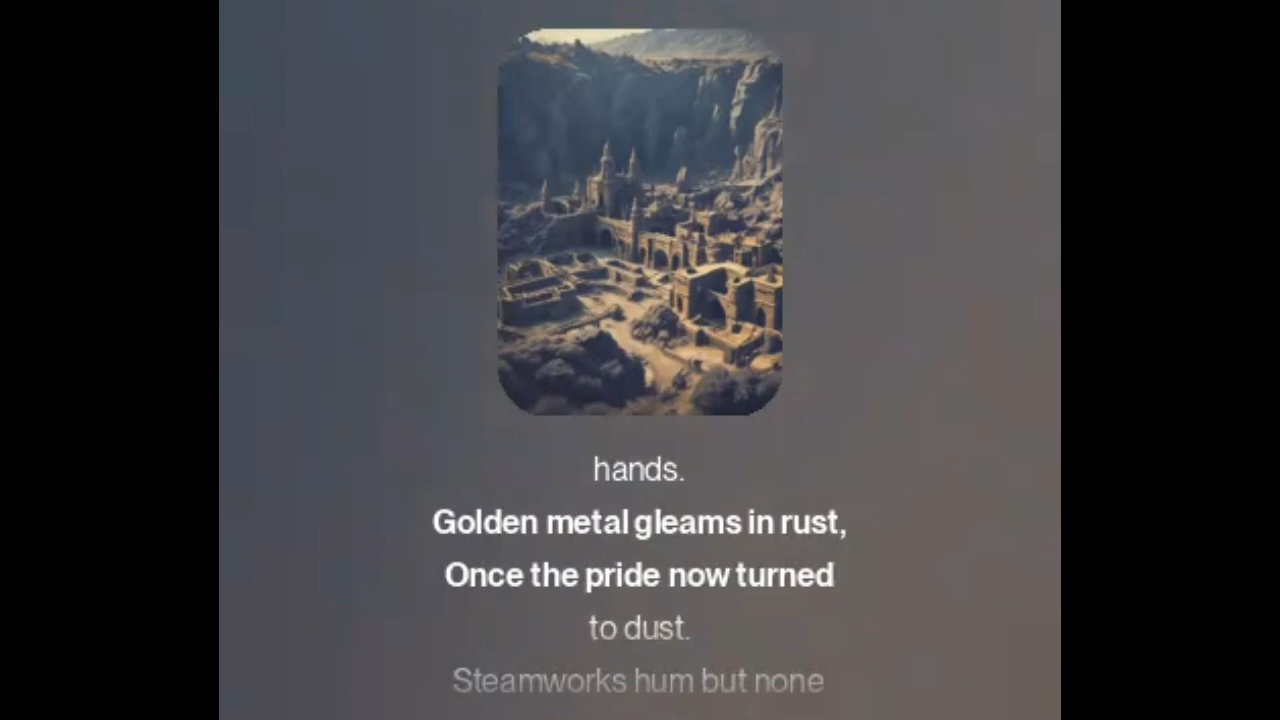 hands.
Golden metal gleams in rust,
Once the pride now turned
to dust.
Steamworks hum but none